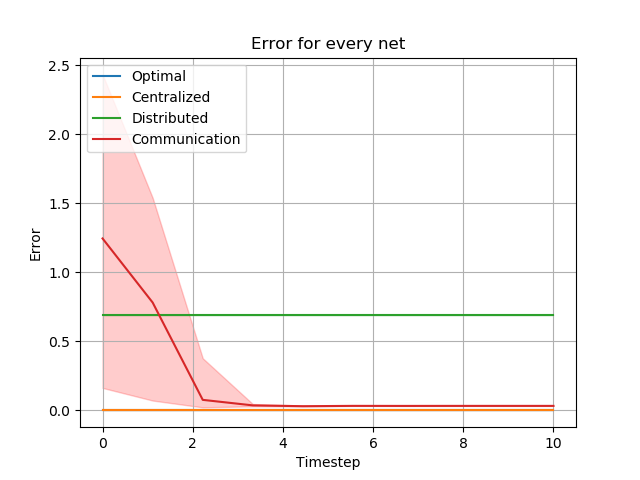 Error for every net
Optimal
Centralized
Distributed
Communication
Error
2.5
2.0
1.5
1.0
0.5
0.0
0 2 4 6 8 10
Timestep